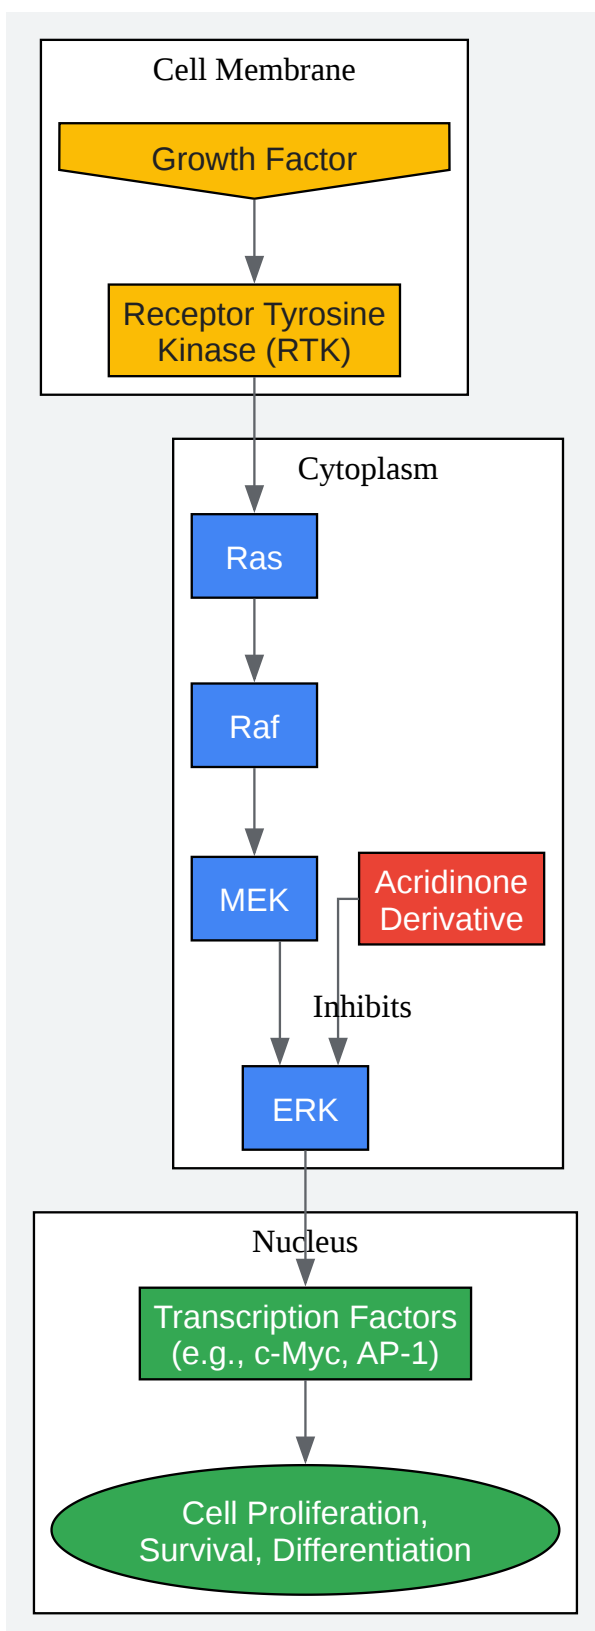 Cell Membrane
Growth Factor
Receptor Tyrosine
Kinase (RTK)
Cytoplasm
Ras
Raf
MEK
Acridinone
Derivative
Inhibits
ERK
Nucleus
Transcription Factors
(e.g., c-Myc, AP-1)
Cell Proliferation,
Survival, Differentiation